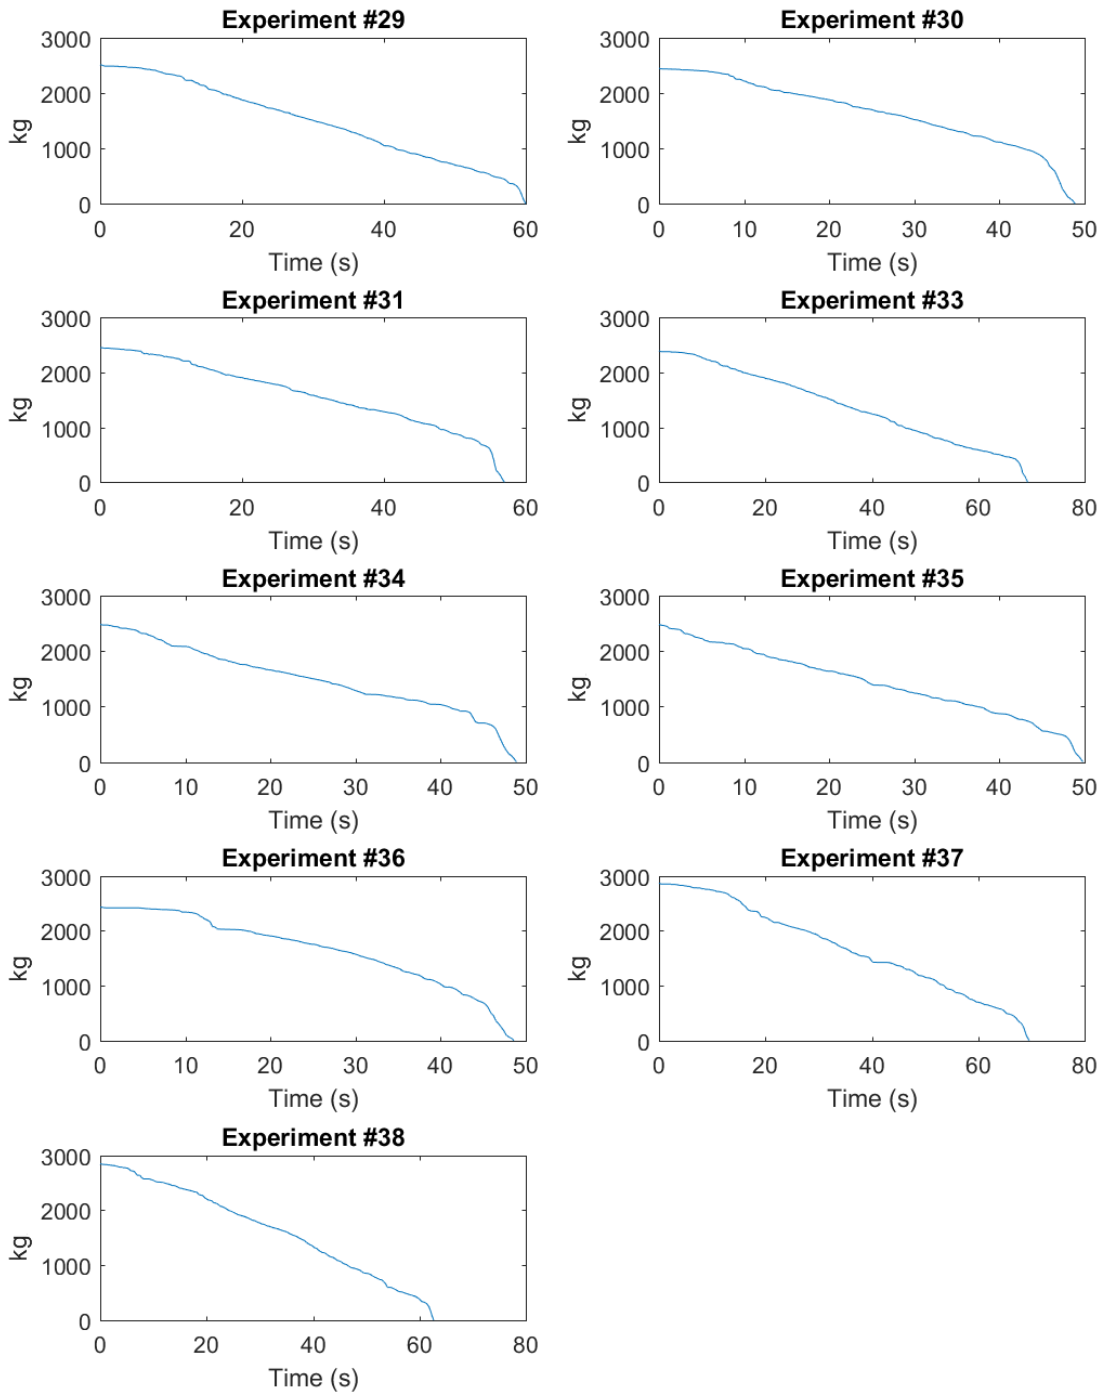 Experiment #29
3000
2000
1000
0
kg
0 20 40 60
Time (s)
Experiment #30
3000
2000
1000
0
kg
0 10 20 30 40 50
Time (s)
Experiment #31
3000
2000
1000
0
kg
0 20 40 60
Time (s)
Experiment #33
3000
2000
1000
0
kg
0 20 40 60 80
Time (s)
Experiment #34
3000
2000
1000
0
kg
0 10 20 30 40 50
Time (s)
Experiment #35
3000
2000
1000
0
kg
0 10 20 30 40 50
Time (s)
Experiment #36
3000
2000
1000
0
kg
0 10 20 30 40 50
Time (s)
Experiment #37
3000
2000
1000
0
kg
0 20 40 60 80
Time (s)
Experiment #38
3000
2000
1000
0
kg
0 20 40 60 80
Time (s)